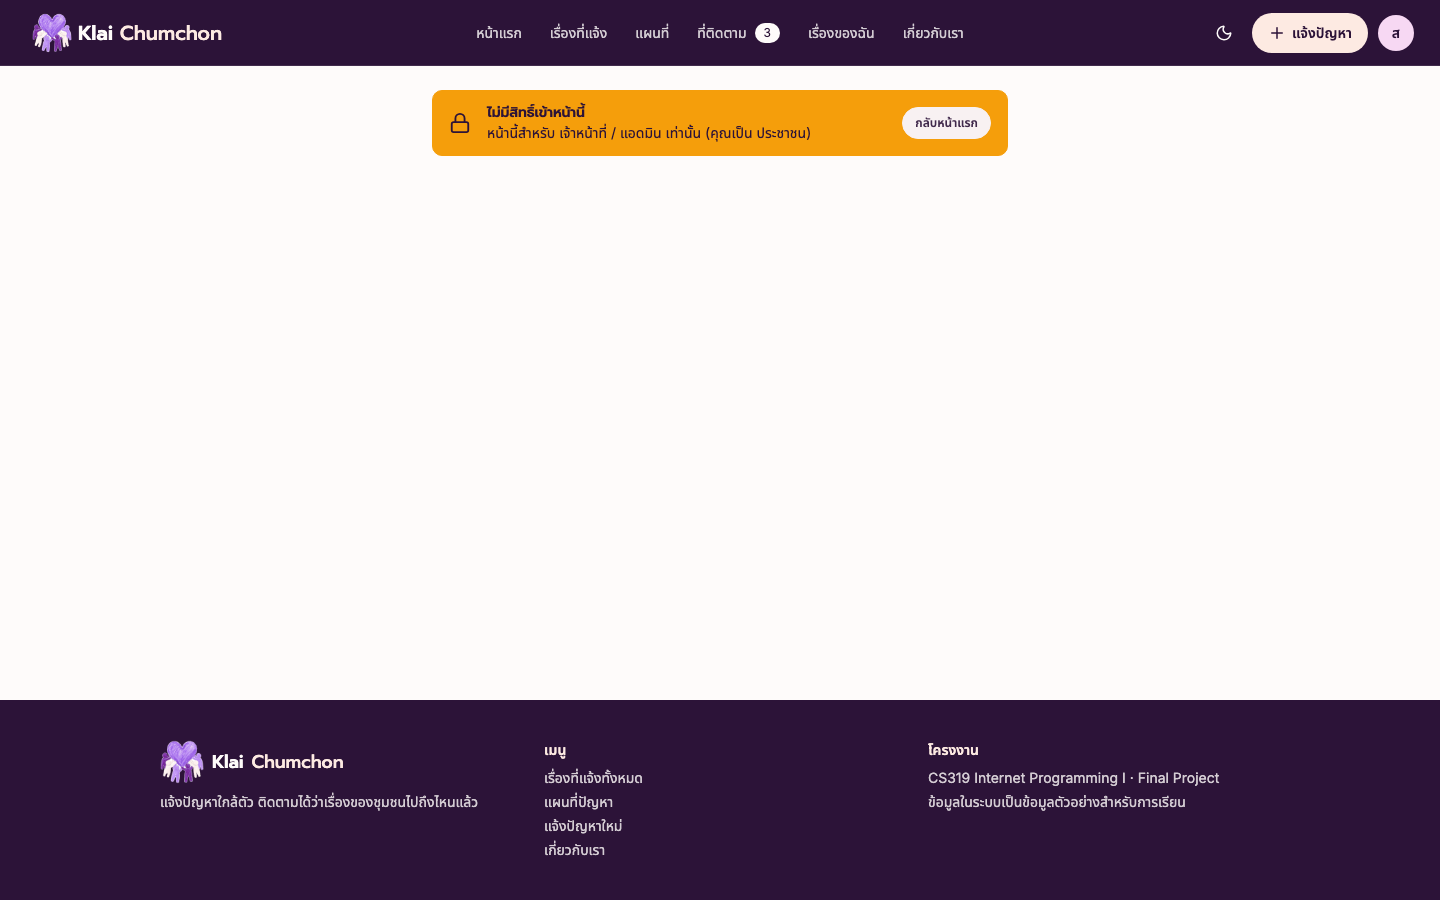 Klai Chumchon
หน้าแรก
เรื่องที่แจ้ง
แผนที่
ที่ติดตาม 3
เรื่องของฉัน
เกี่ยวกับเรา
แจ้งปัญหา
ส
ไม่มีสิทธิ์เข้าหน้านี้
หน้านี้สำหรับ เจ้าหน้าที่ / แอดมิน เท่านั้น (คุณเป็น ประชาชน)
กลับหน้าแรก
Klai Chumchon
แจ้งปัญหาใกล้ตัว ติดตามได้ว่าเรื่องของชุมชนไปถึงไหนแล้ว
เมนู
เรื่องที่แจ้งทั้งหมด
แผนที่ปัญหา
แจ้งปัญหาใหม่
เกี่ยวกับเรา
โครงงาน
CS319 Internet Programming I · Final Project
ข้อมูลในระบบเป็นข้อมูลตัวอย่างสำหรับการเรียน